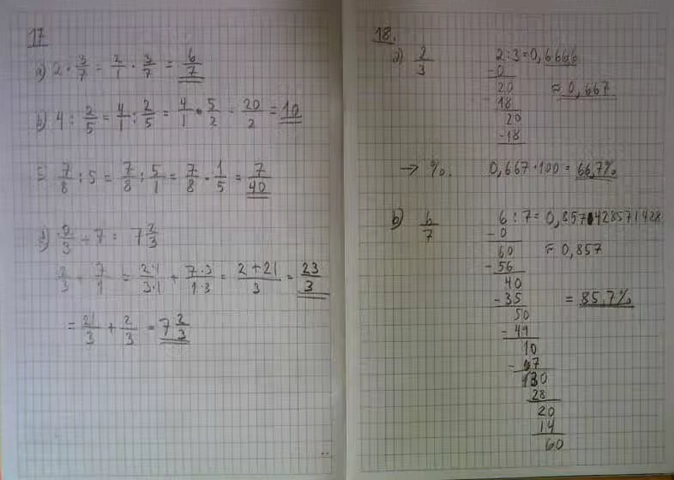 17
a) 2 · 3/7 = 2/1 · 3/7 = 6/7
b) 4 : 2/5 = 4/1 : 2/5 = 4/1 · 5/2 = 20/2 = 10
7/8 : 5 = 7/8 : 5/1 = 7/8 · 1/5 = 7/40
d) 2/3 + 7 = 7 2/3
2/3 + 7/1 = 2·1/3·1 + 7·3/1·3 = 2+21/3 = 23/3
= 21/3 + 2/3 = 7 2/3
18.
a) 2/3 2:3=0,6666
-0
20 ≈ 0,667
-18
20
-18
→ %. 0,667·100=66,7%
b) 6/7 6:7=0,8571428571428
-0
60 ≈ 0,857
-56
40
-35 = 85,7%
50
-49
10
30
28
20
14
60